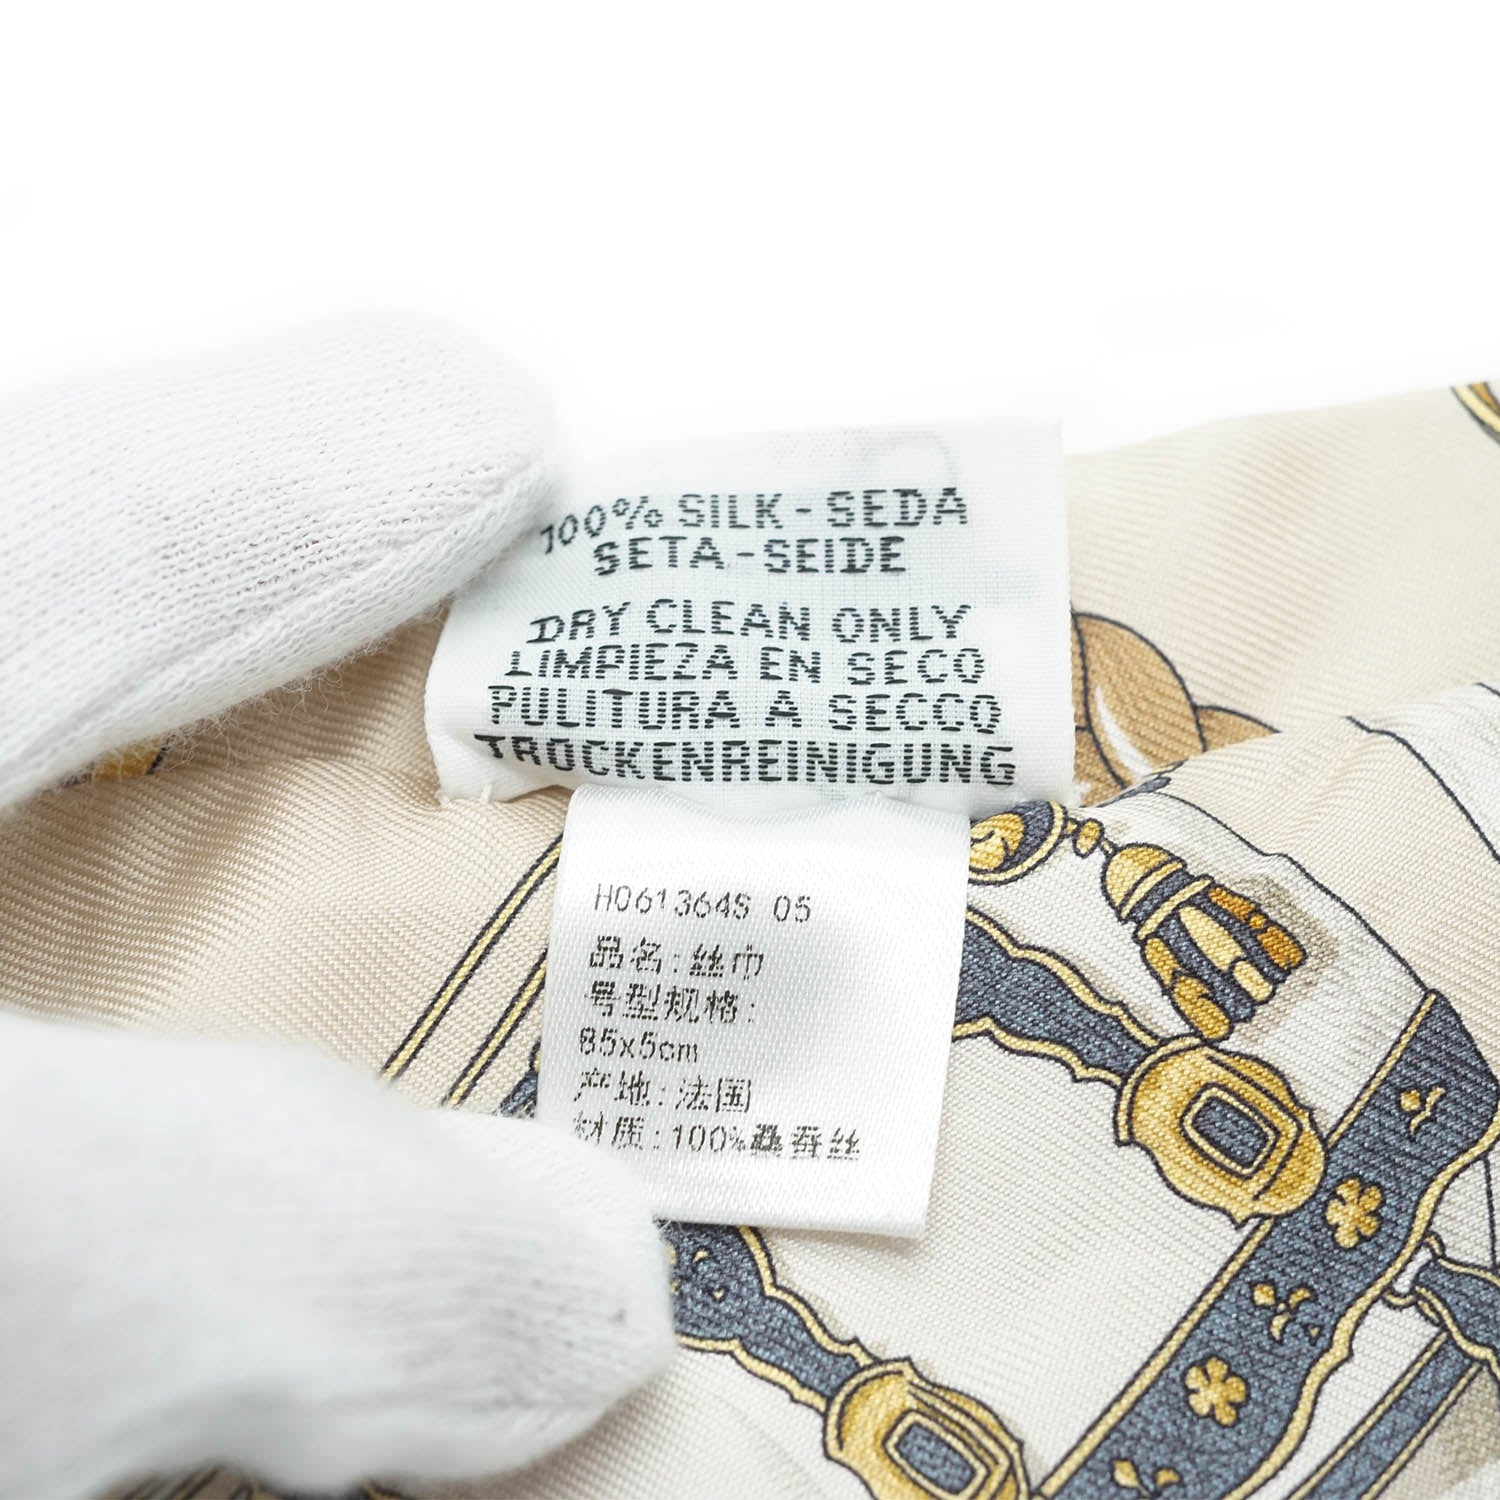 100% SILK-SEDA
SETA-SEIDE
DRY CLEAN ONLY
LIMPIEZA EN SECO
PULITURA A SECCO
TROCKENREINIGUNG
H061364S 05
品名:丝巾
号型规格:
85x5cm
产地:法国
材质:100%桑蚕丝